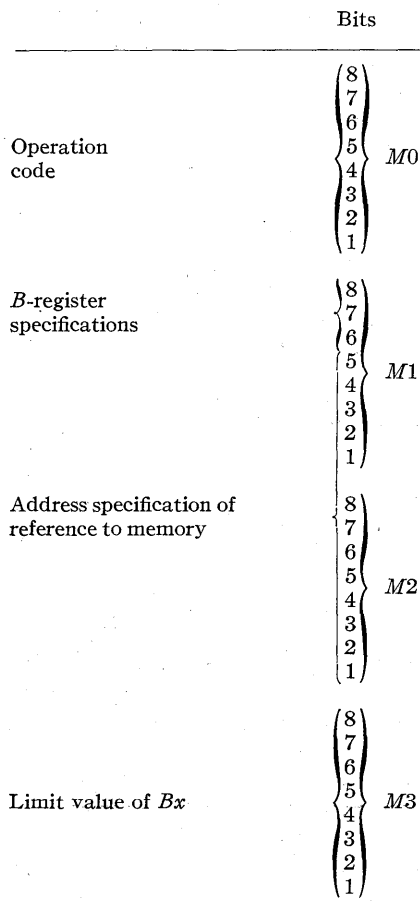 Bits
8
7
6
Operation 5 M0
code 4
3
2
1
B-register 8
specifications 7
6
5 M1
4
3
2
1
Address specification of 8
reference to memory 7
6
5 M2
4
3
2
1
8
7
6
5
Limit value of Bx 4 M3
3
2
1